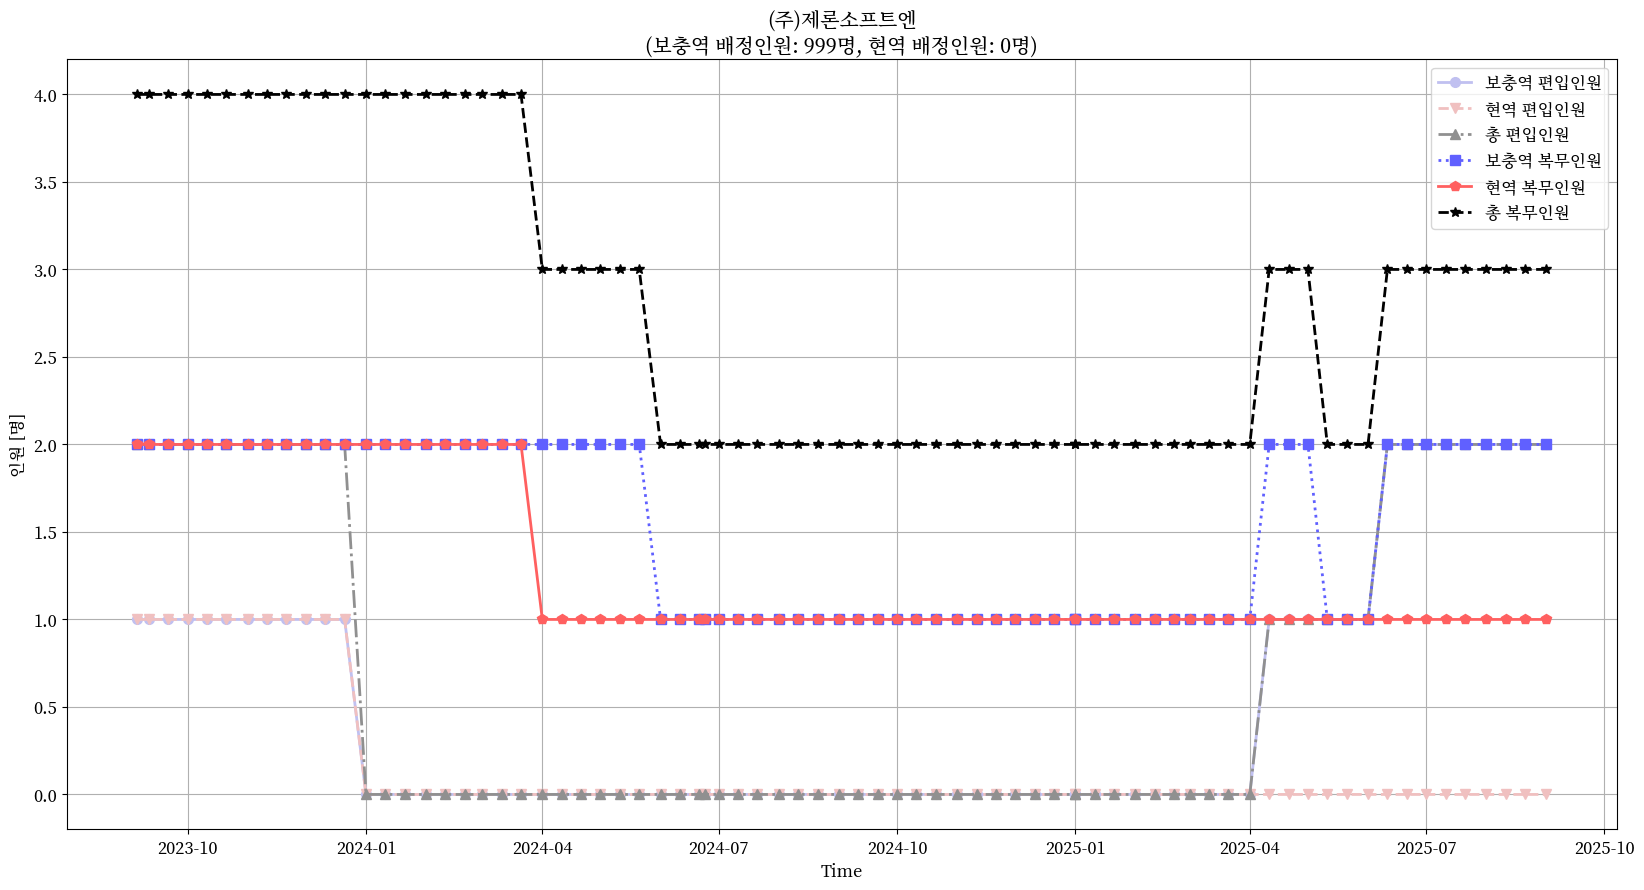 (주)제론소프트엔
(보충역 배정인원: 999명, 현역 배정인원: 0명)
보충역 편입인원
현역 편입인원
총 편입인원
보충역 복무인원
현역 복무인원
총 복무인원
인원 [명]
4.0
3.5
3.0
2.5
2.0
1.5
1.0
0.5
0.0
2023-10
2024-01
2024-04
2024-07
2024-10
2025-01
2025-04
2025-07
2025-10
Time